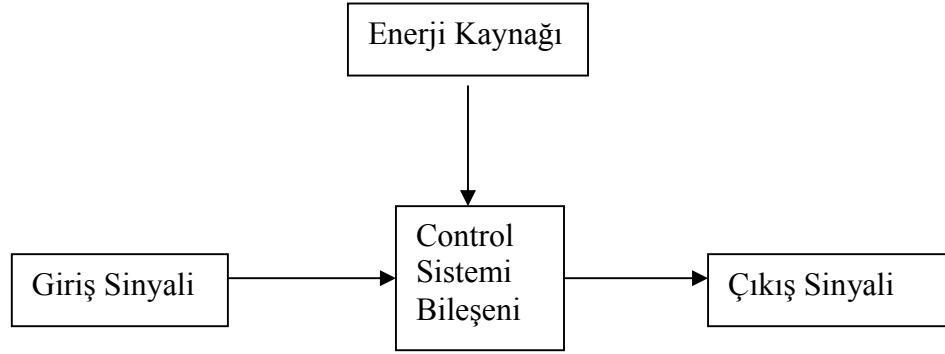 Enerji Kaynağı
Control
Sistemi
Bileşeni
Giriş Sinyali
Çıkış Sinyali